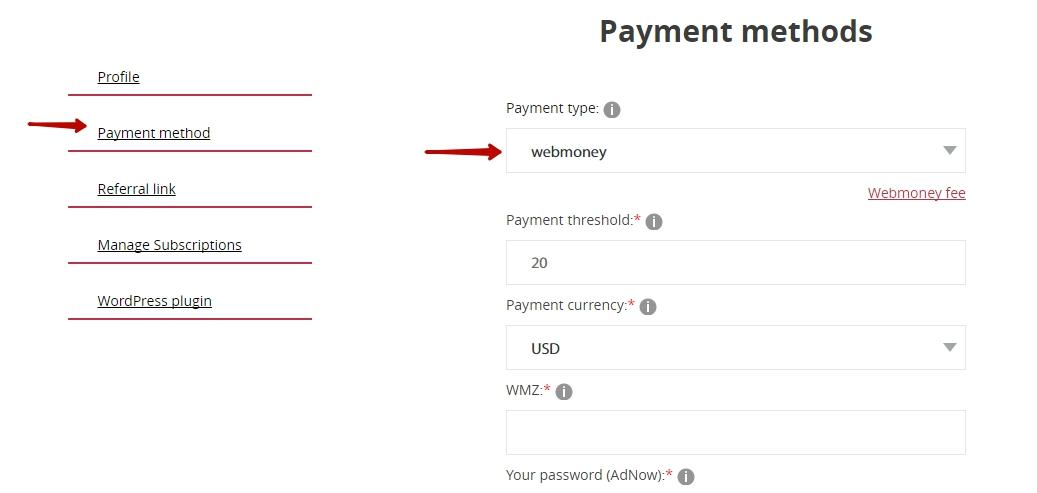 Payment methods
Profile
Payment method
Referral link
Manage Subscriptions
WordPress plugin
Payment type: i
webmoney
Webmoney fee
Payment threshold:* i
20
Payment currency:* i
USD
WMZ:* i
Your password (AdNow):* i